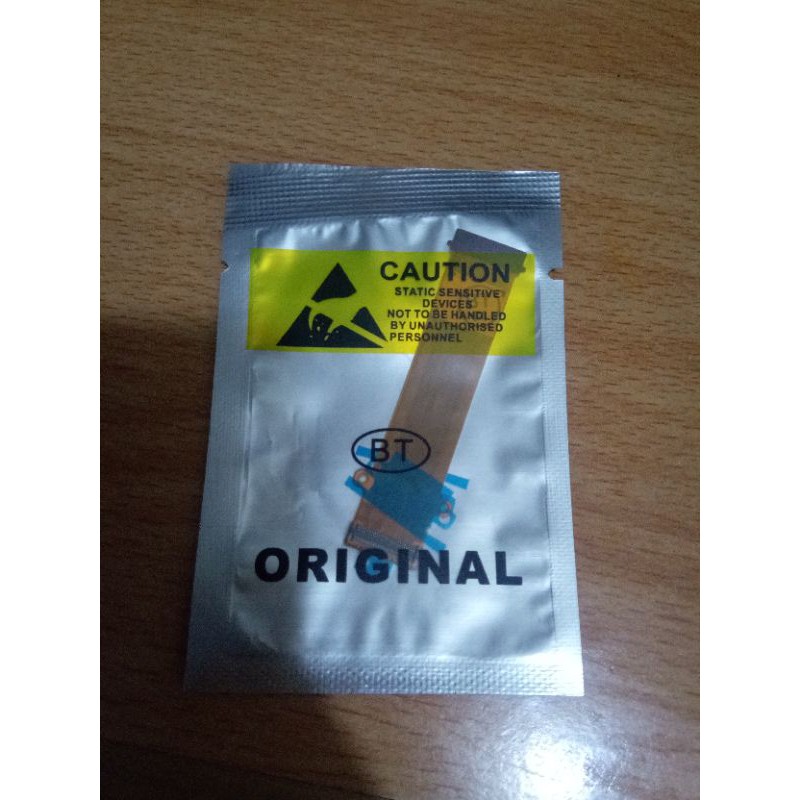 CAUTION
STATIC SENSITIVE
DEVICES
NOT TO BE HANDLED
BY UNAUTHORISED
PERSONNEL
BT
ORIGINAL